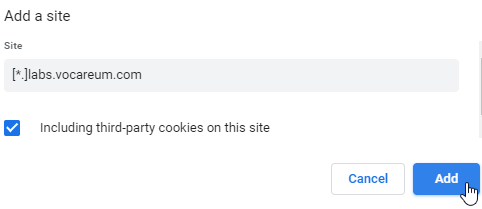 Add a site
Site
[*.]labs.vocareum.com
Including third-party cookies on this site
Cancel
Add